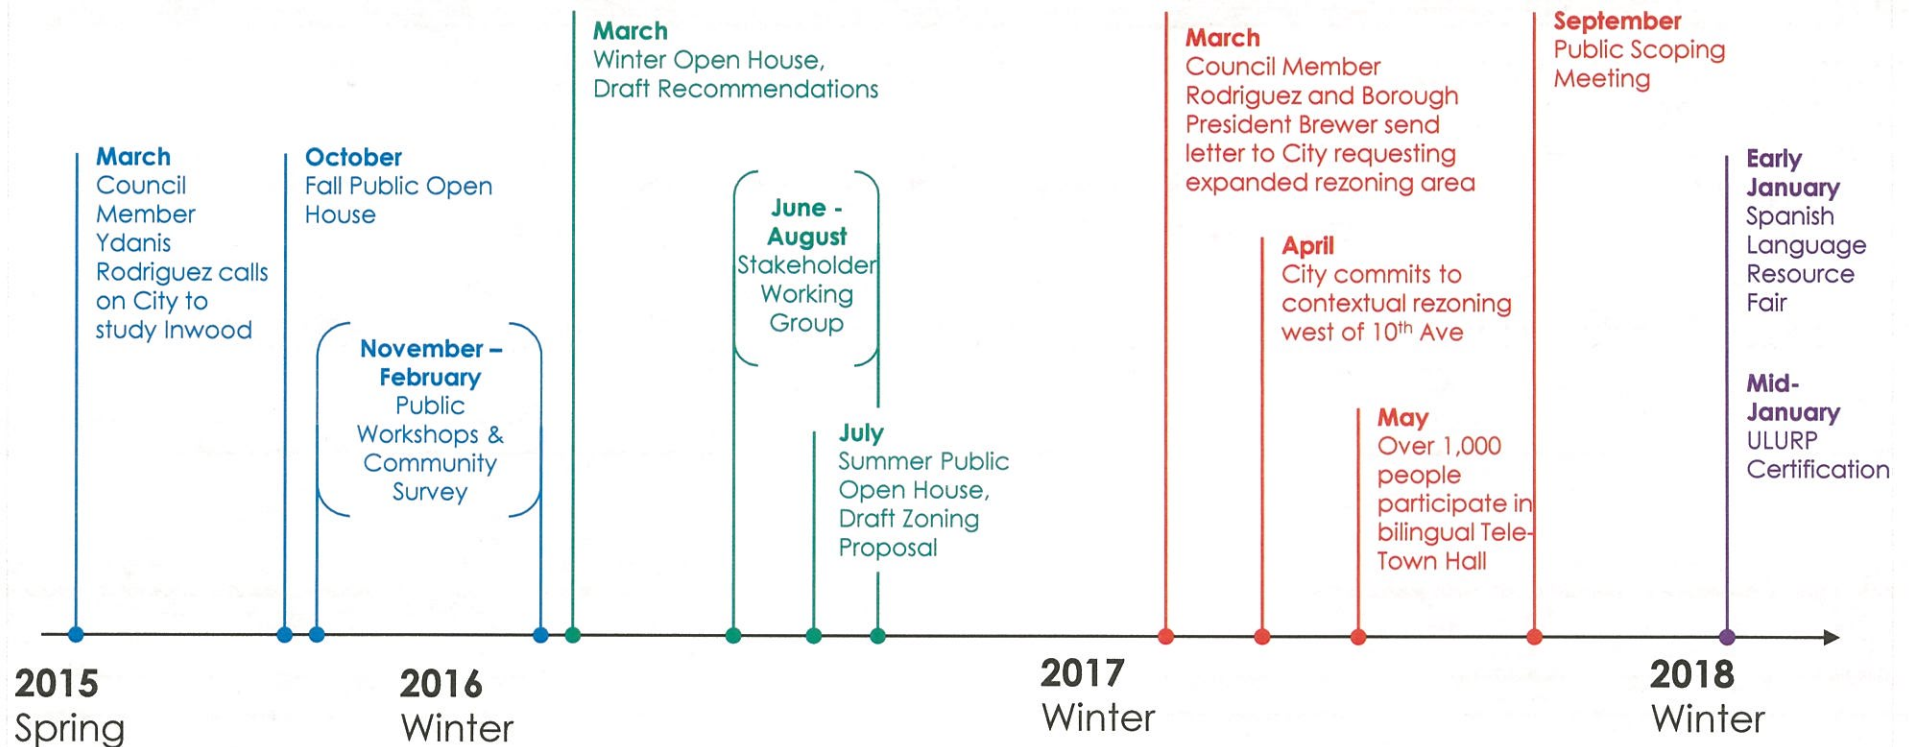 March
Council
Member
Ydanis
Rodriguez calls
on City to
study Inwood
October
Fall Public Open
House
November –
February
Public
Workshops &
Community
Survey
March
Winter Open House,
Draft Recommendations
June -
August
Stakeholder
Working
Group
July
Summer Public
Open House,
Draft Zoning
Proposal
March
Council Member
Rodriguez and Borough
President Brewer send
letter to City requesting
expanded rezoning area
April
City commits to
contextual rezoning
west of 10th Ave
May
Over 1,000
people
participate in
bilingual Tele-
Town Hall
September
Public Scoping
Meeting
Early
January
Spanish
Language
Resource
Fair
Mid-
January
ULURP
Certification
2015
Spring
2016
Winter
2017
Winter
2018
Winter